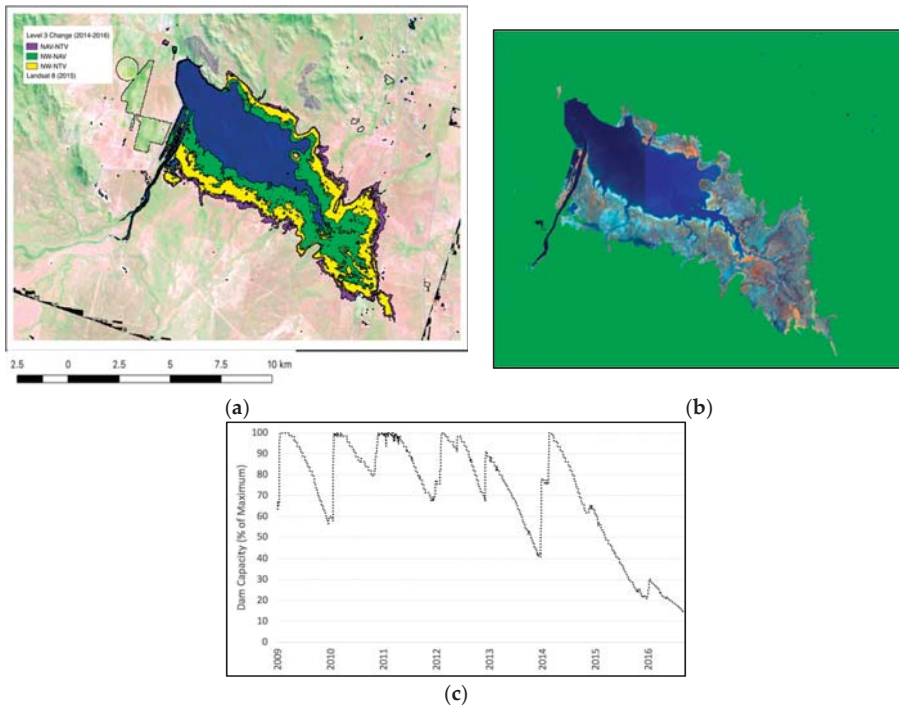 Level 3 Change (2014-2016)
NAV-NTV
NW-NAV
NW-NTV
Landsat 8 (2015)
2.5 0 2.5 5 7.5 10 km
(a)
(b)
Dam Capacity (% of Maximum)
100
90
80
70
60
50
40
30
20
10
0
2009
2010
2011
2012
2013
2014
2015
2016
(c)